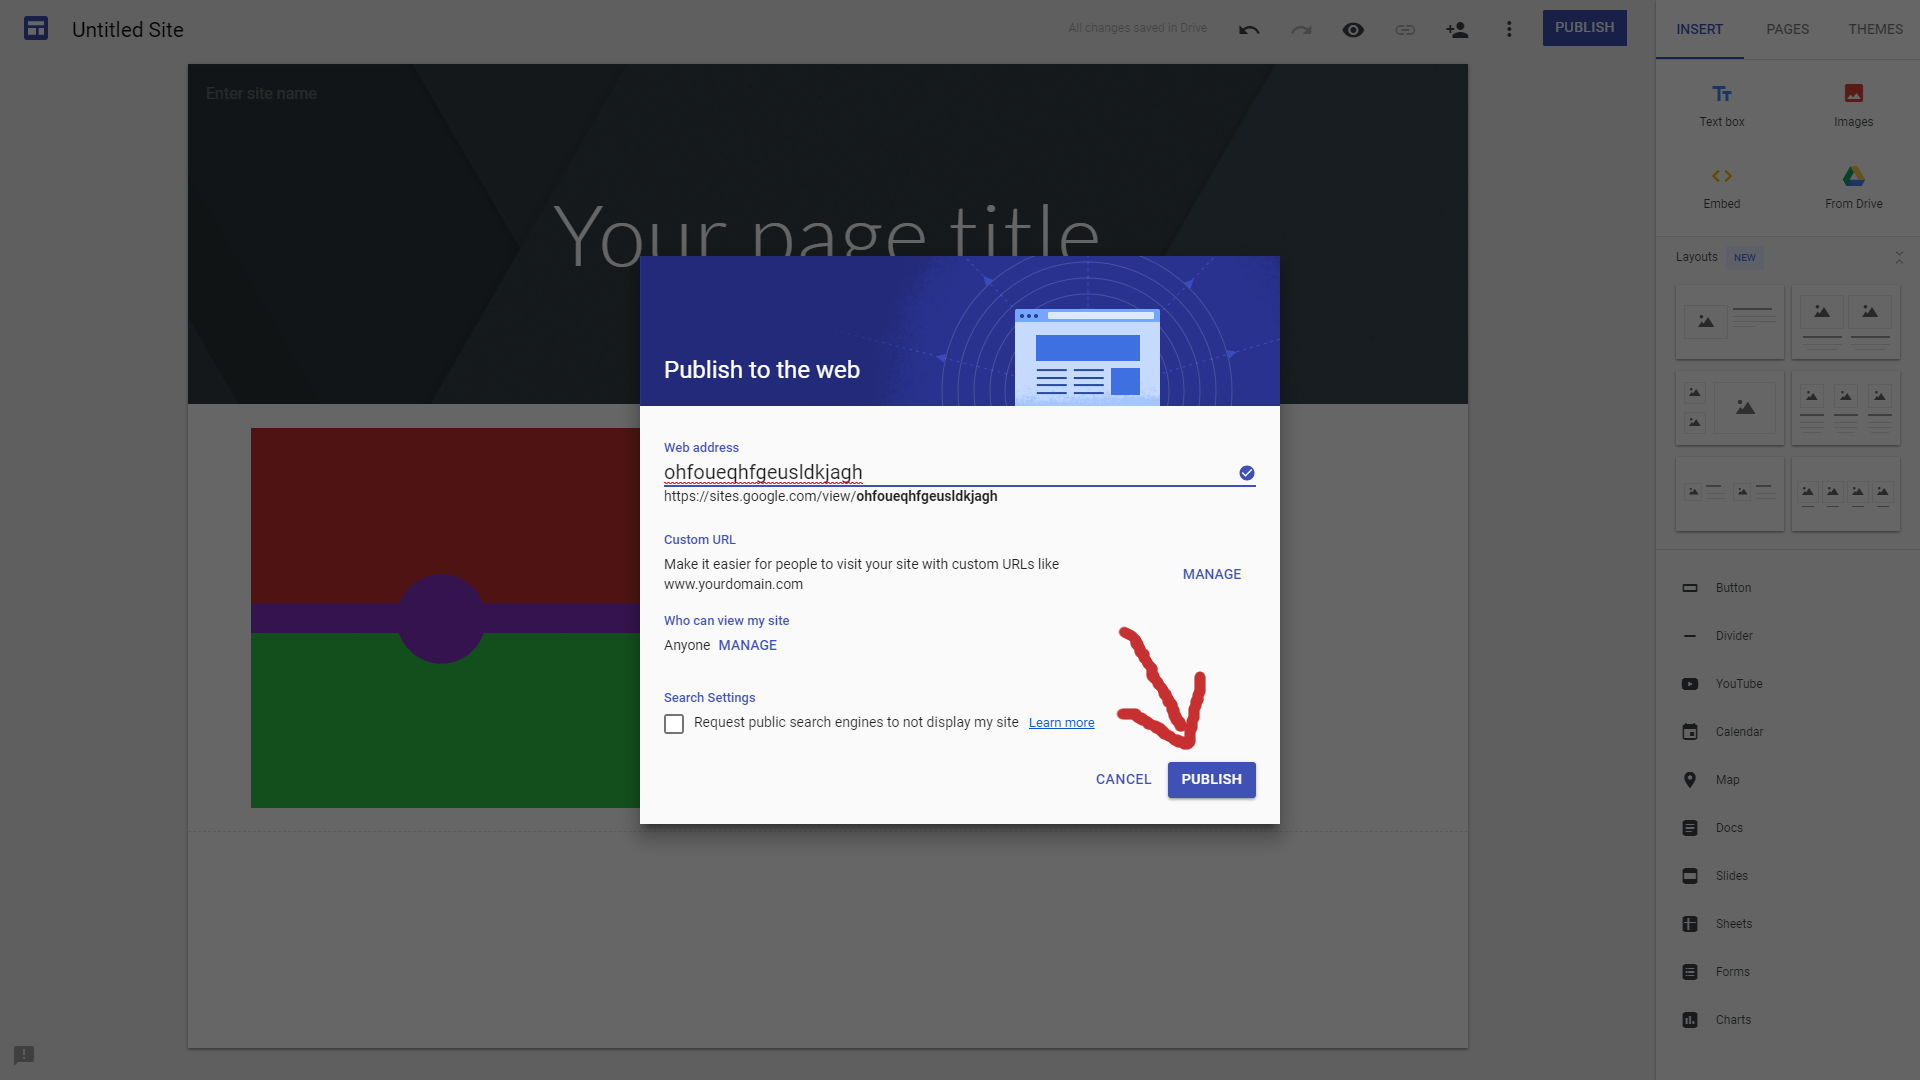 Untitled Site
All changes saved in Drive
PUBLISH
INSERT
PAGES
THEMES
Enter site name
Your page title
Text box
Images
Embed
From Drive
Layouts
NEW
Publish to the web
Web address
ohfoueqhfgeusldkjagh
https://sites.google.com/view/ohfoueqhfgeusldkjagh
Custom URL
Make it easier for people to visit your site with custom URLs like
www.yourdomain.com
MANAGE
Who can view my site
Anyone MANAGE
Search Settings
Request public search engines to not display my site Learn more
CANCEL
PUBLISH
Button
Divider
YouTube
Calendar
Map
Docs
Slides
Sheets
Forms
Charts